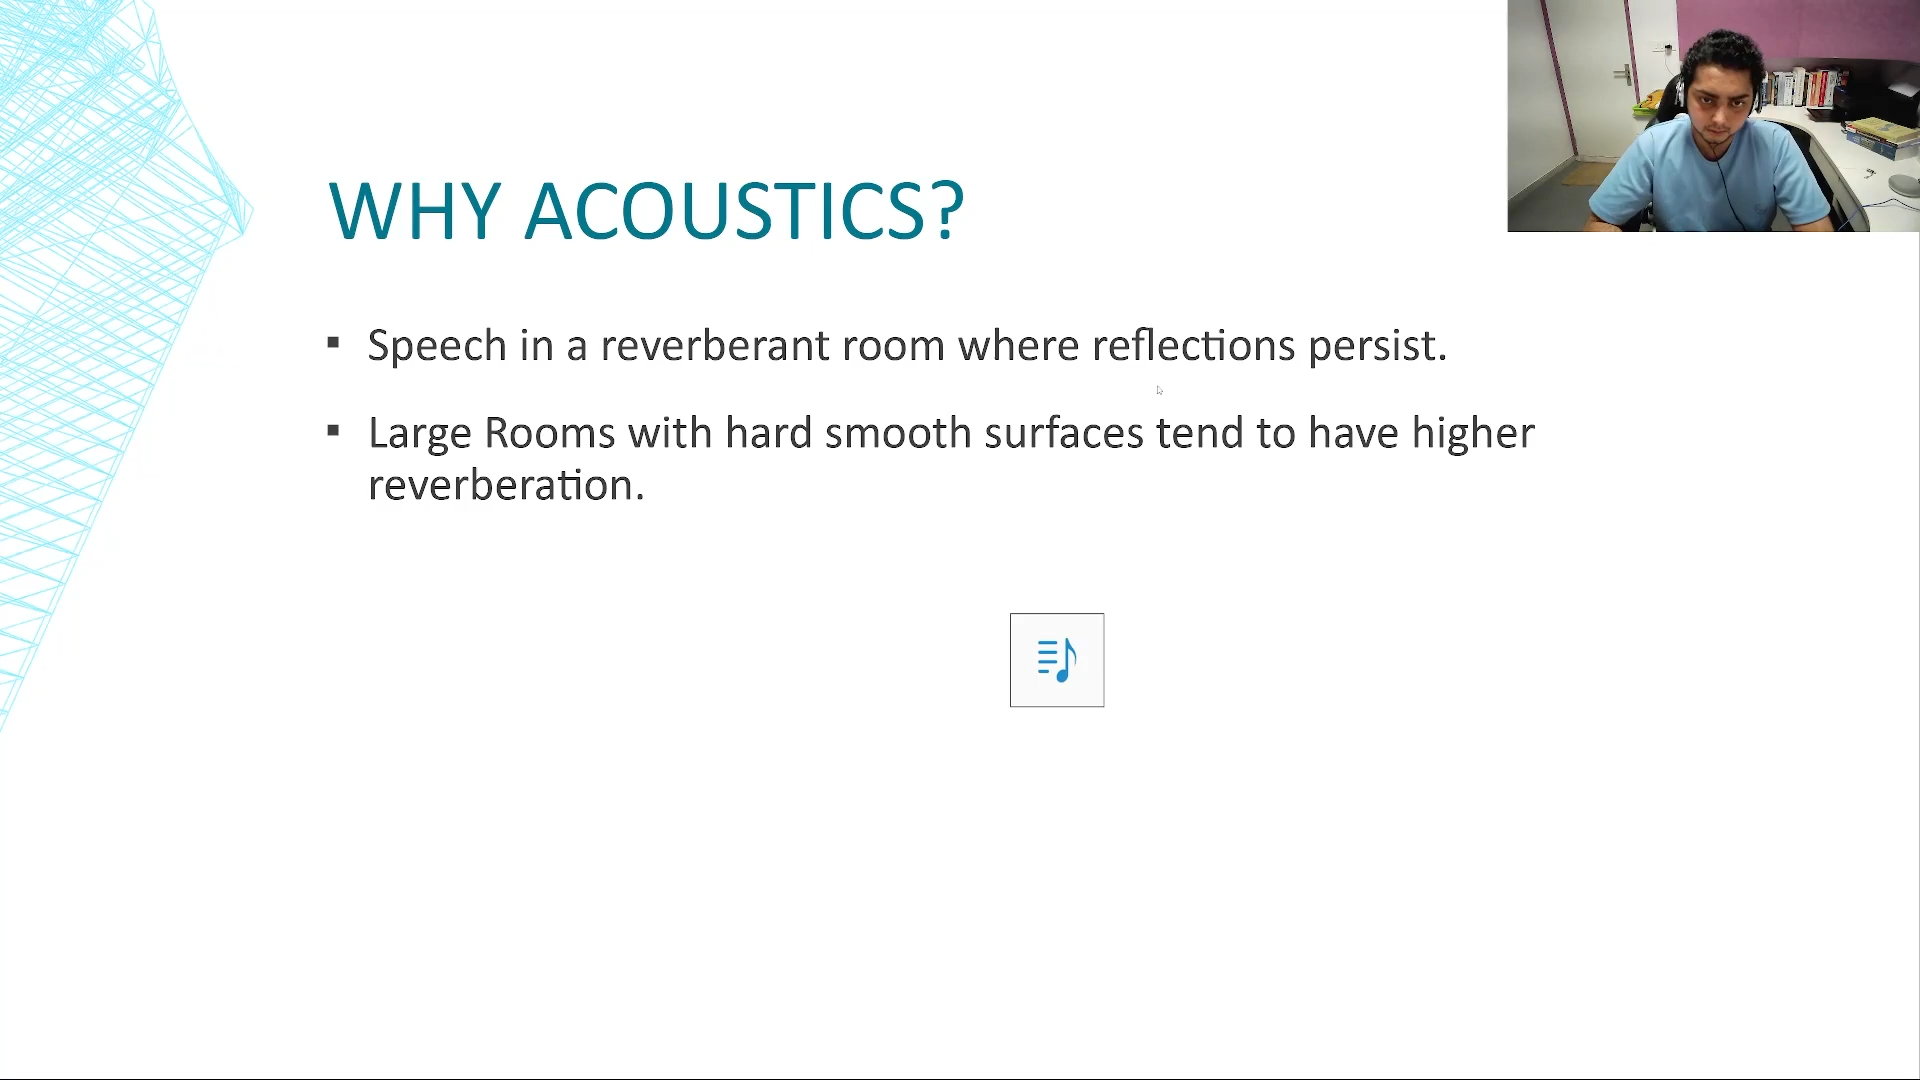 WHY ACOUSTICS?
▪ Speech in a reverberant room where reflections persist.
▪ Large Rooms with hard smooth surfaces tend to have higher
reverberation.